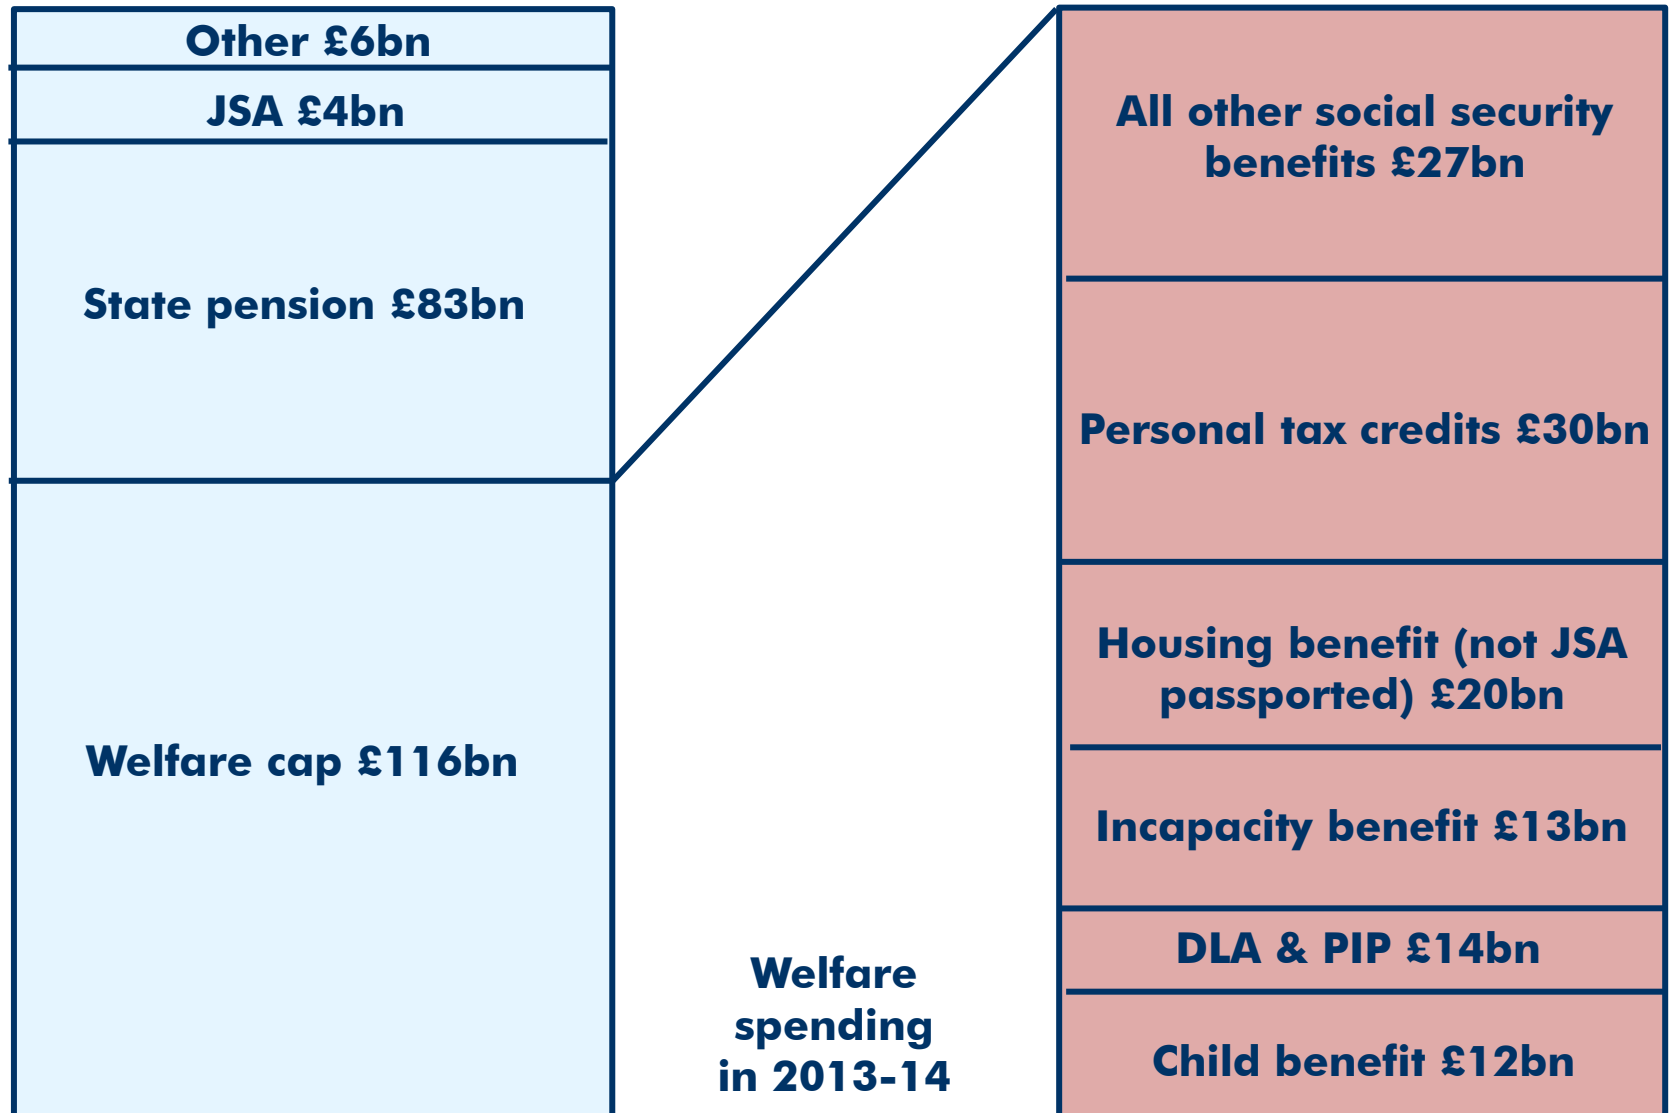 Other £6bn
JSA £4bn
State pension £83bn
Welfare cap £116bn
Welfare
spending
in 2013-14
All other social security
benefits £27bn
Personal tax credits £30bn
Housing benefit (not JSA
passported) £20bn
Incapacity benefit £13bn
DLA & PIP £14bn
Child benefit £12bn